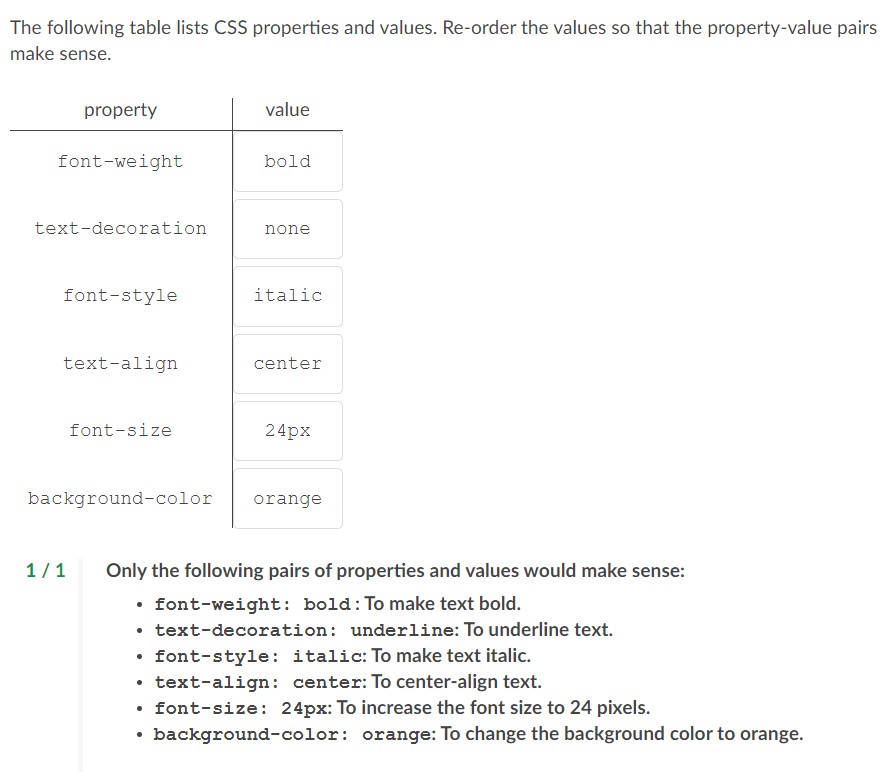 The following table lists CSS properties and values. Re-order the values so that the property-value pairs
make sense.
property value
font-weight bold
text-decoration none
font-style italic
text-align center
font-size 24px
background-color orange
1 / 1 Only the following pairs of properties and values would make sense:
• font-weight: bold: To make text bold.
• text-decoration: underline: To underline text.
• font-style: italic: To make text italic.
• text-align: center: To center-align text.
• font-size: 24px: To increase the font size to 24 pixels.
• background-color: orange: To change the background color to orange.